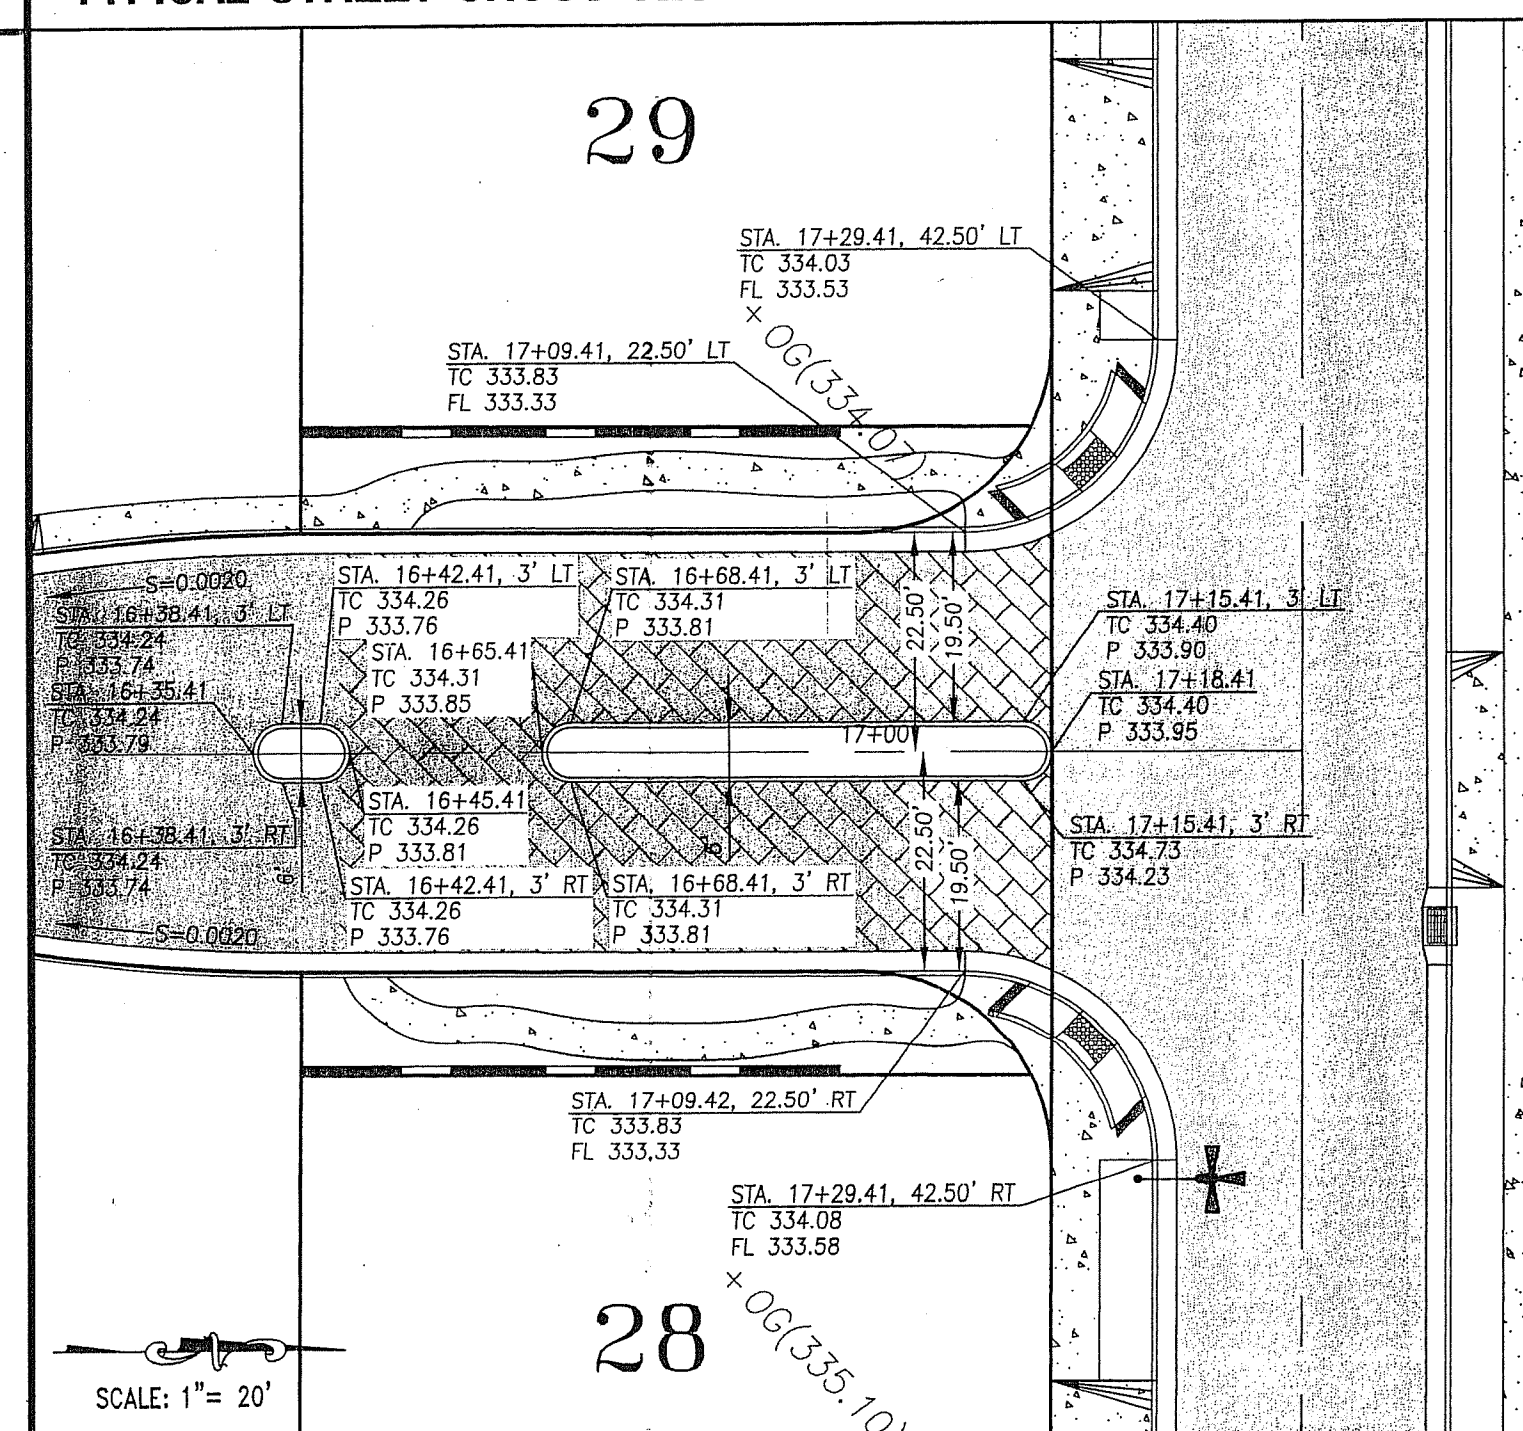 29
STA. 17+29.41, 42.50' LT
TC 334.03
FL 333.53
× OG(334.07)
STA. 17+09.41, 22.50' LT
TC 333.83
FL 333.33
S=0.0020
STA. 16+38.41, 3' LT
TC 334.24
P 333.74
STA. 16+35.41
TC 334.24
P 333.79
STA. 16+42.41, 3' LT
TC 334.26
P 333.76
STA. 16+68.41, 3' LT
TC 334.31
P 333.81
STA. 16+65.41
TC 334.31
P 333.85
22.50'
19.50'
STA. 17+15.41, 3' LT
TC 334.40
P 333.90
STA. 17+18.41
TC 334.40
P 333.95
17+00
STA. 16+45.41
TC 334.26
P 333.81
STA. 16+38.41, 3' RT
TC 334.24
P 333.74
6'
6'
22.50'
19.50'
STA. 17+15.41, 3' RT
TC 334.73
P 334.23
STA. 16+42.41, 3' RT
TC 334.26
P 333.76
STA. 16+68.41, 3' RT
TC 334.31
P 333.81
S=0.0020
STA. 17+09.42, 22.50' RT
TC 333.83
FL 333.33
STA. 17+29.41, 42.50' RT
TC 334.08
FL 333.58
× OG(335.10)
28
SCALE: 1"= 20'